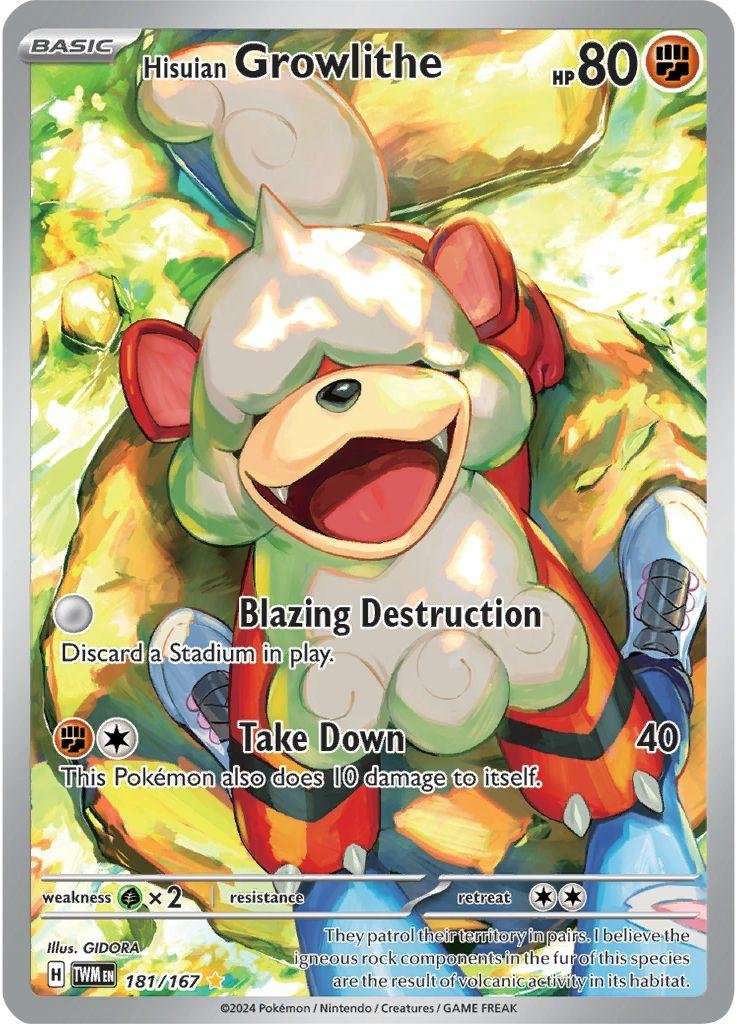 BASIC
Hisuian Growlithe
HP 80
Blazing Destruction
Discard a Stadium in play.
Take Down 40
This Pokémon also does 10 damage to itself.
weakness ×2 resistance retreat
Illus. GIDORA
They patrol their territory in pairs. I believe the
igneous rock components in the fur of this species
are the result of volcanic activity in its habitat.
H TWM EN 181/167
©2024 Pokémon / Nintendo / Creatures / GAME FREAK